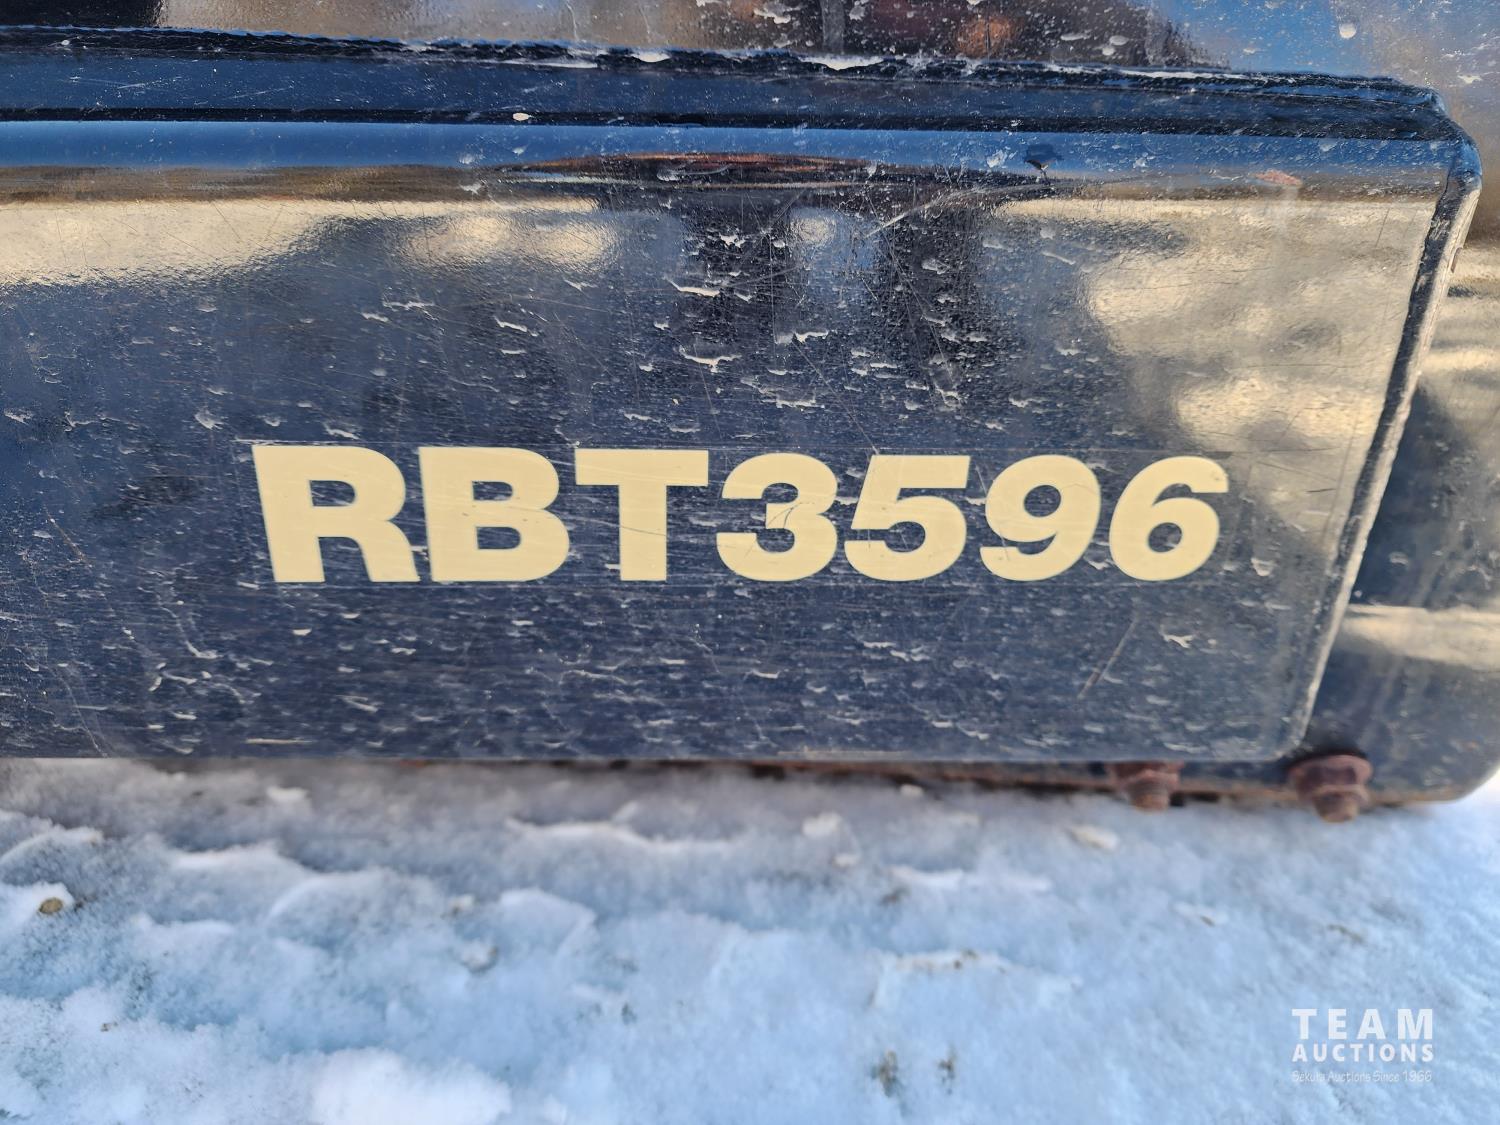 RBT3596
TEAM
AUCTIONS
Sekura Auctions Since 1966